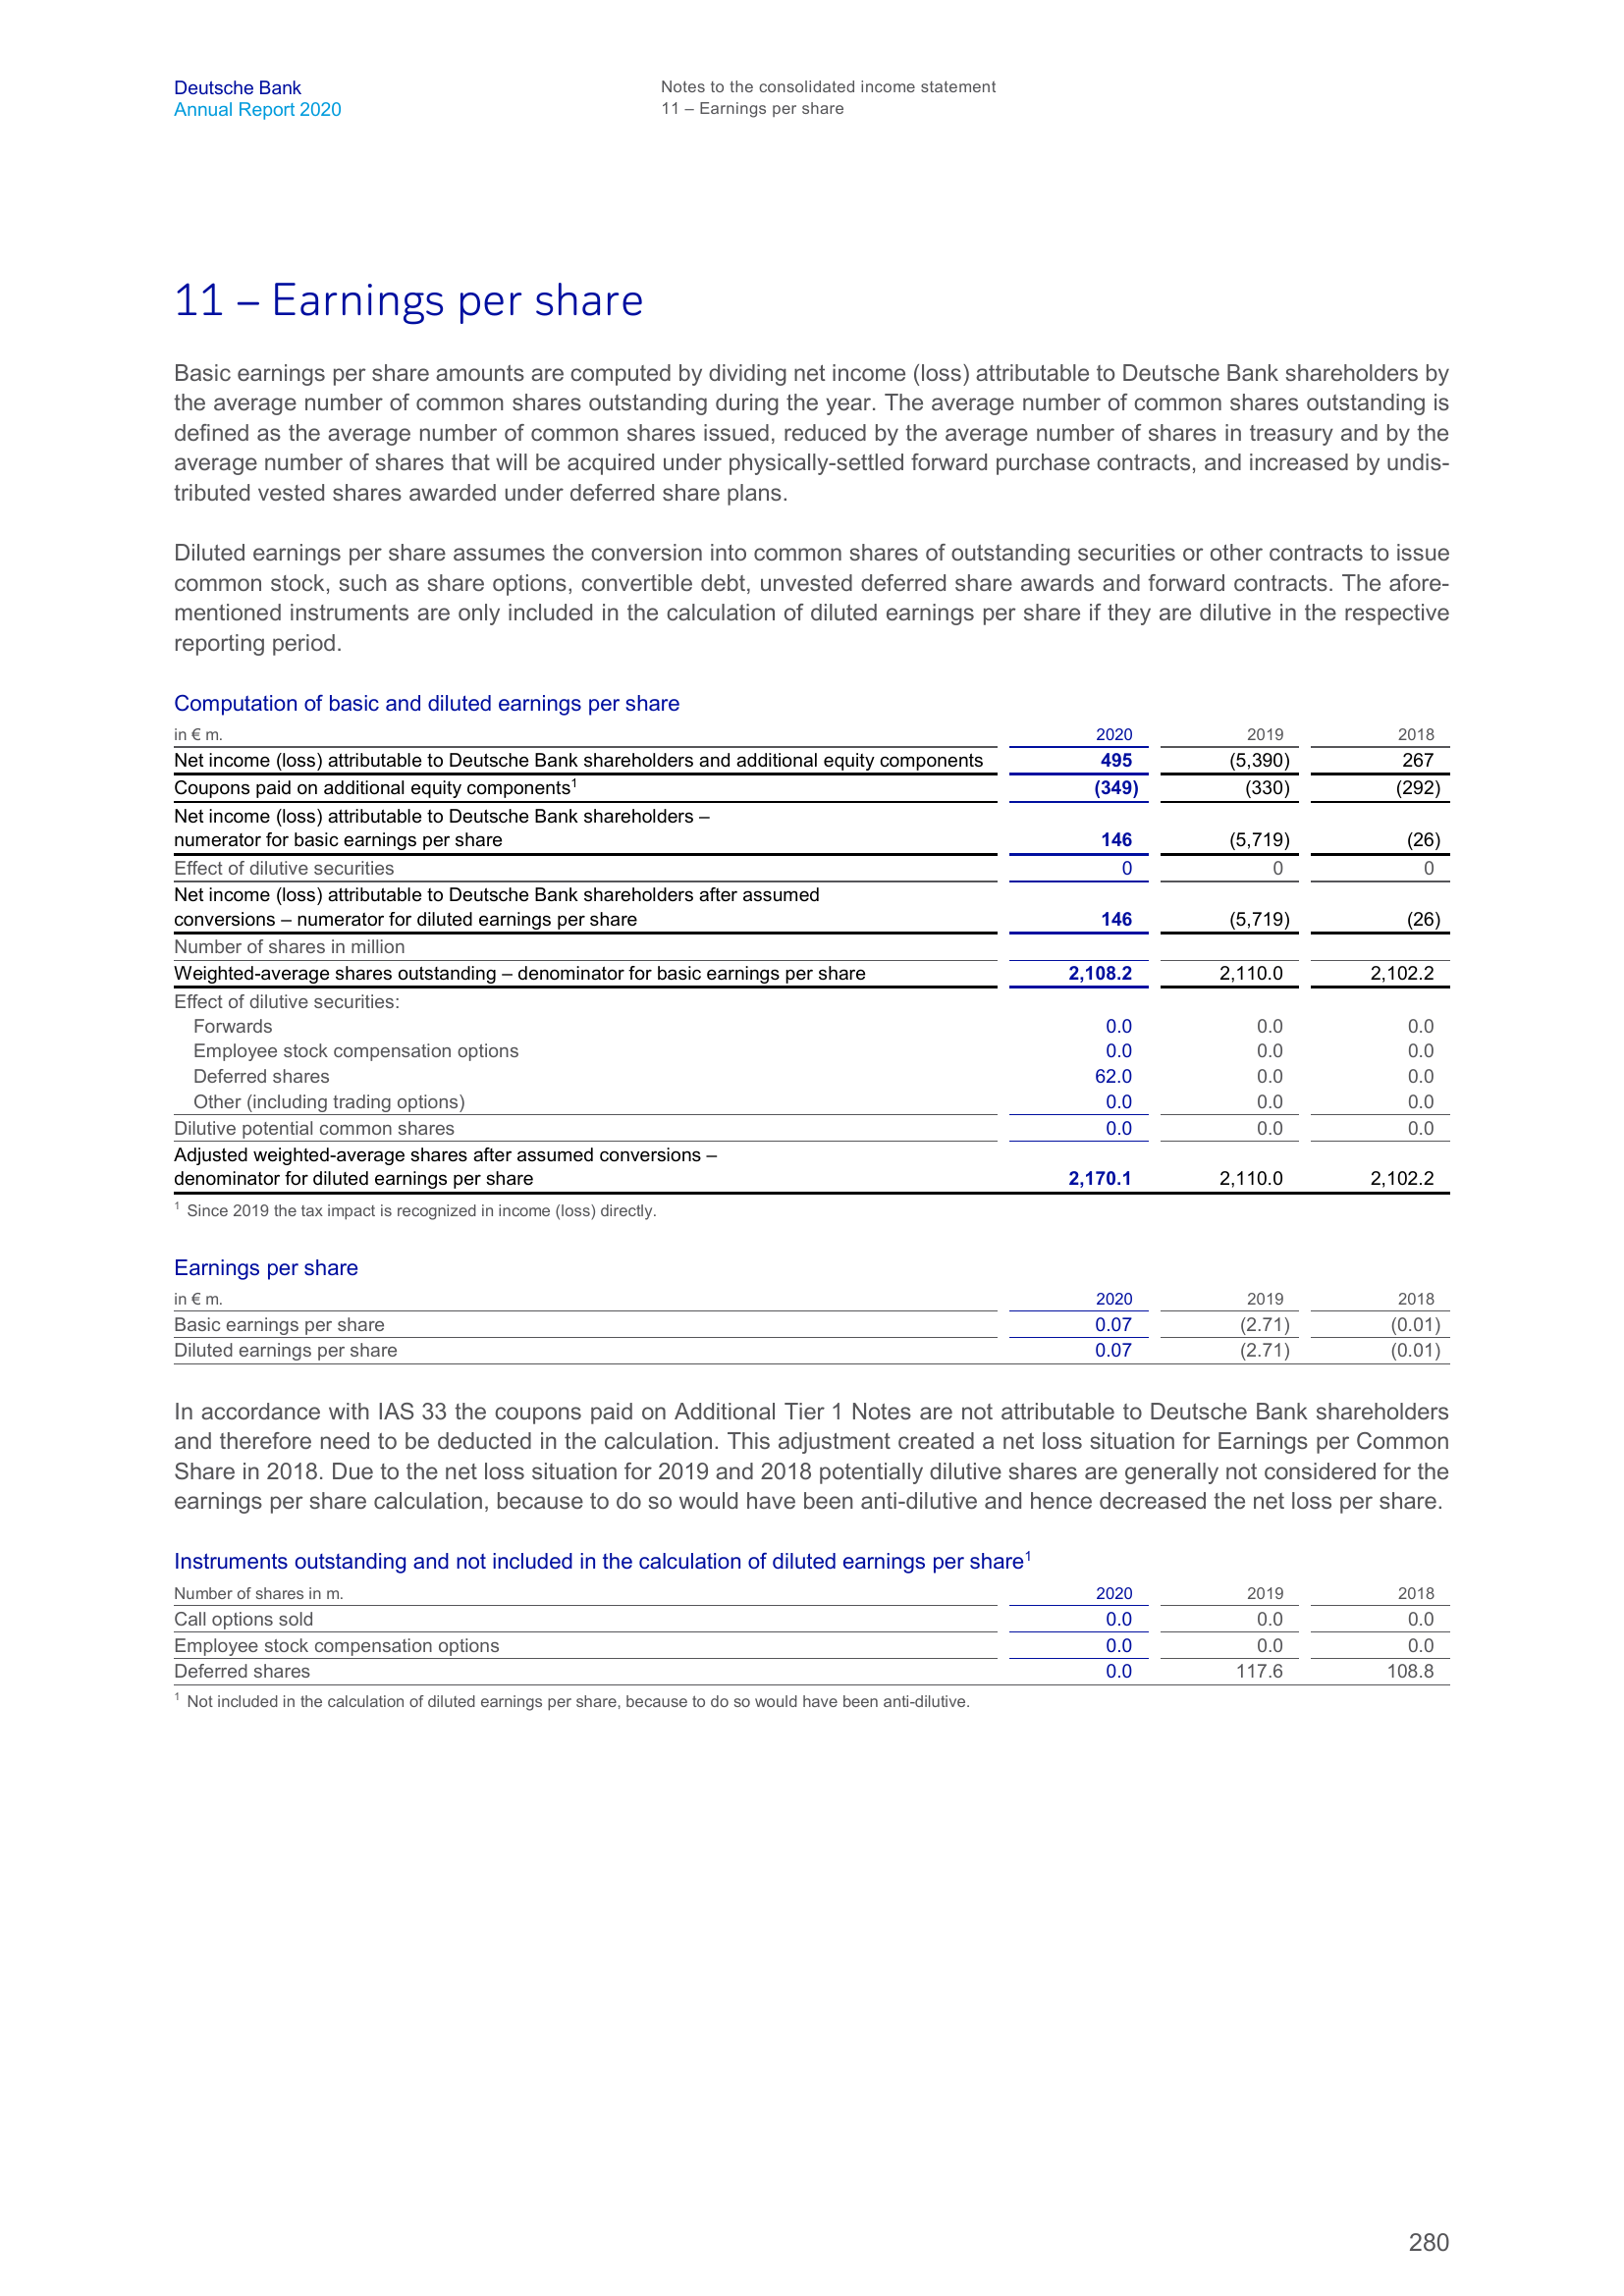 Deutsche Bank
Annual Report 2020
Notes to the consolidated income statement
11 – Earnings per share
11 – Earnings per share
Basic earnings per share amounts are computed by dividing net income (loss) attributable to Deutsche Bank shareholders by
the average number of common shares outstanding during the year. The average number of common shares outstanding is
defined as the average number of common shares issued, reduced by the average number of shares in treasury and by the
average number of shares that will be acquired under physically-settled forward purchase contracts, and increased by undis-
tributed vested shares awarded under deferred share plans.
Diluted earnings per share assumes the conversion into common shares of outstanding securities or other contracts to issue
common stock, such as share options, convertible debt, unvested deferred share awards and forward contracts. The afore-
mentioned instruments are only included in the calculation of diluted earnings per share if they are dilutive in the respective
reporting period.
Computation of basic and diluted earnings per share
in € m. 2020 2019 2018
Net income (loss) attributable to Deutsche Bank shareholders and additional equity components 495 (5,390) 267
Coupons paid on additional equity components1 (349) (330) (292)
Net income (loss) attributable to Deutsche Bank shareholders –
numerator for basic earnings per share 146 (5,719) (26)
Effect of dilutive securities 0 0 0
Net income (loss) attributable to Deutsche Bank shareholders after assumed
conversions – numerator for diluted earnings per share 146 (5,719) (26)
Number of shares in million
Weighted-average shares outstanding – denominator for basic earnings per share 2,108.2 2,110.0 2,102.2
Effect of dilutive securities:
Forwards 0.0 0.0 0.0
Employee stock compensation options 0.0 0.0 0.0
Deferred shares 62.0 0.0 0.0
Other (including trading options) 0.0 0.0 0.0
Dilutive potential common shares 0.0 0.0 0.0
Adjusted weighted-average shares after assumed conversions –
denominator for diluted earnings per share 2,170.1 2,110.0 2,102.2
1 Since 2019 the tax impact is recognized in income (loss) directly.
Earnings per share
in € m. 2020 2019 2018
Basic earnings per share 0.07 (2.71) (0.01)
Diluted earnings per share 0.07 (2.71) (0.01)
In accordance with IAS 33 the coupons paid on Additional Tier 1 Notes are not attributable to Deutsche Bank shareholders
and therefore need to be deducted in the calculation. This adjustment created a net loss situation for Earnings per Common
Share in 2018. Due to the net loss situation for 2019 and 2018 potentially dilutive shares are generally not considered for the
earnings per share calculation, because to do so would have been anti-dilutive and hence decreased the net loss per share.
Instruments outstanding and not included in the calculation of diluted earnings per share1
Number of shares in m. 2020 2019 2018
Call options sold 0.0 0.0 0.0
Employee stock compensation options 0.0 0.0 0.0
Deferred shares 0.0 117.6 108.8
1 Not included in the calculation of diluted earnings per share, because to do so would have been anti-dilutive.
280